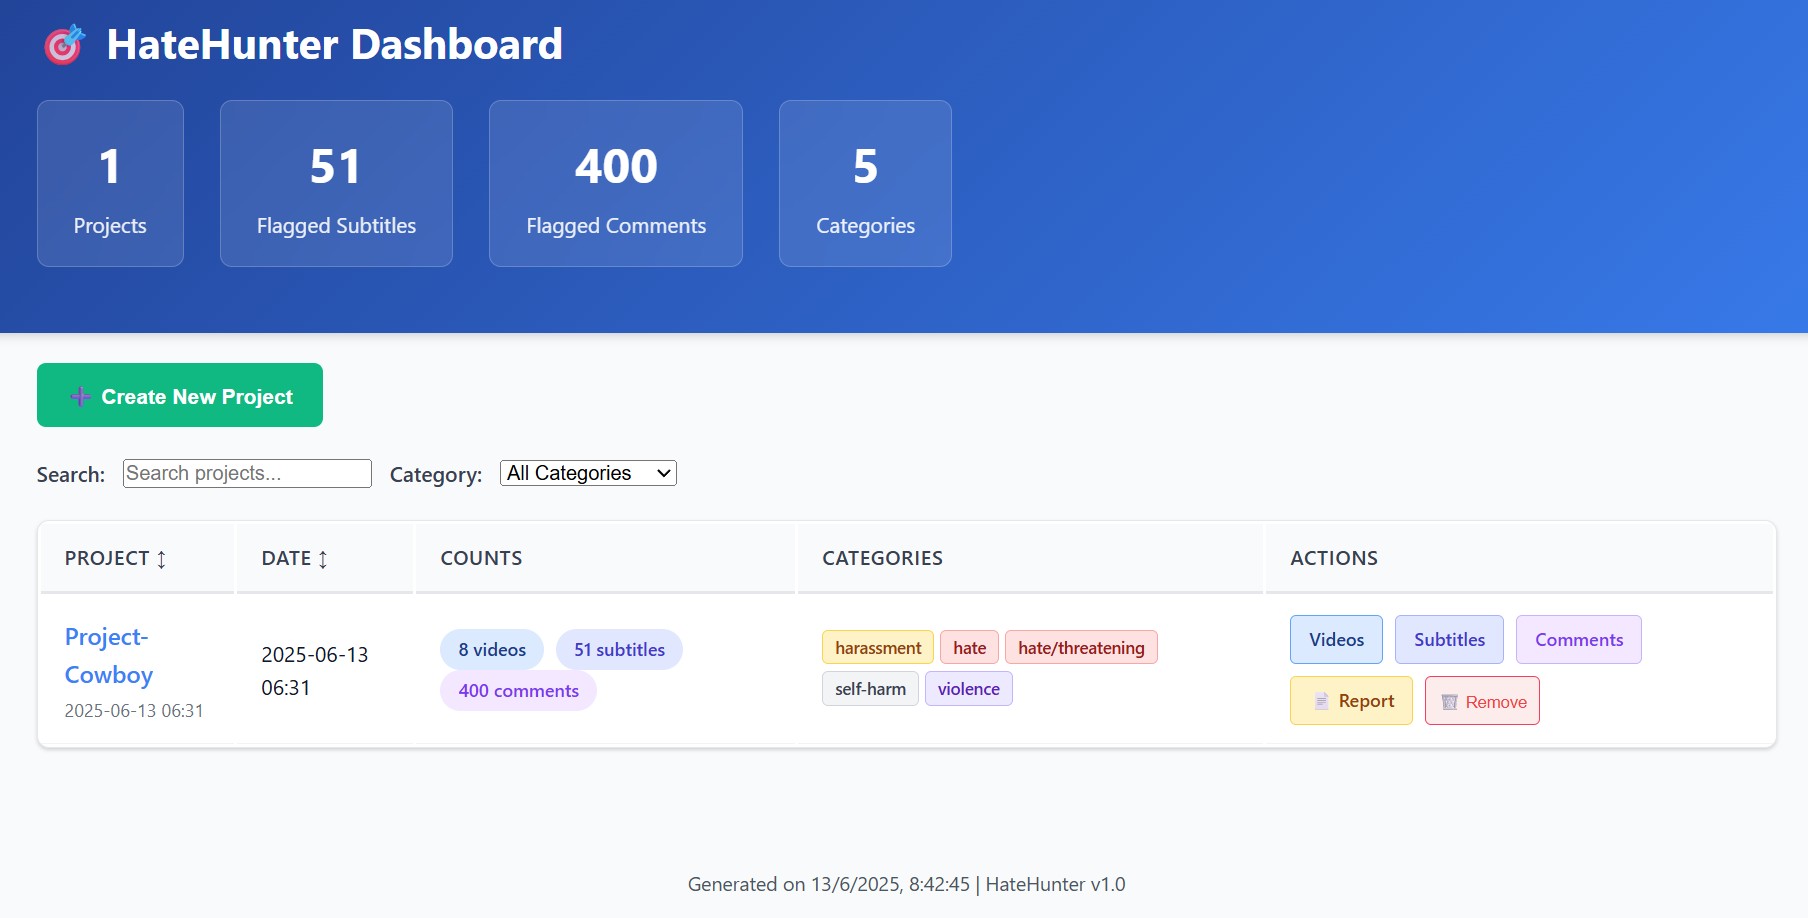 HateHunter Dashboard
1
Projects
51
Flagged Subtitles
400
Flagged Comments
5
Categories
Create New Project
Search: Search projects... Category: All Categories
PROJECT ↕ DATE ↕ COUNTS CATEGORIES ACTIONS
Project-
Cowboy
2025-06-13 06:31
2025-06-13
06:31
8 videos 51 subtitles
400 comments
harassment hate hate/threatening
self-harm violence
Videos Subtitles Comments
Report Remove
Generated on 13/6/2025, 8:42:45 | HateHunter v1.0